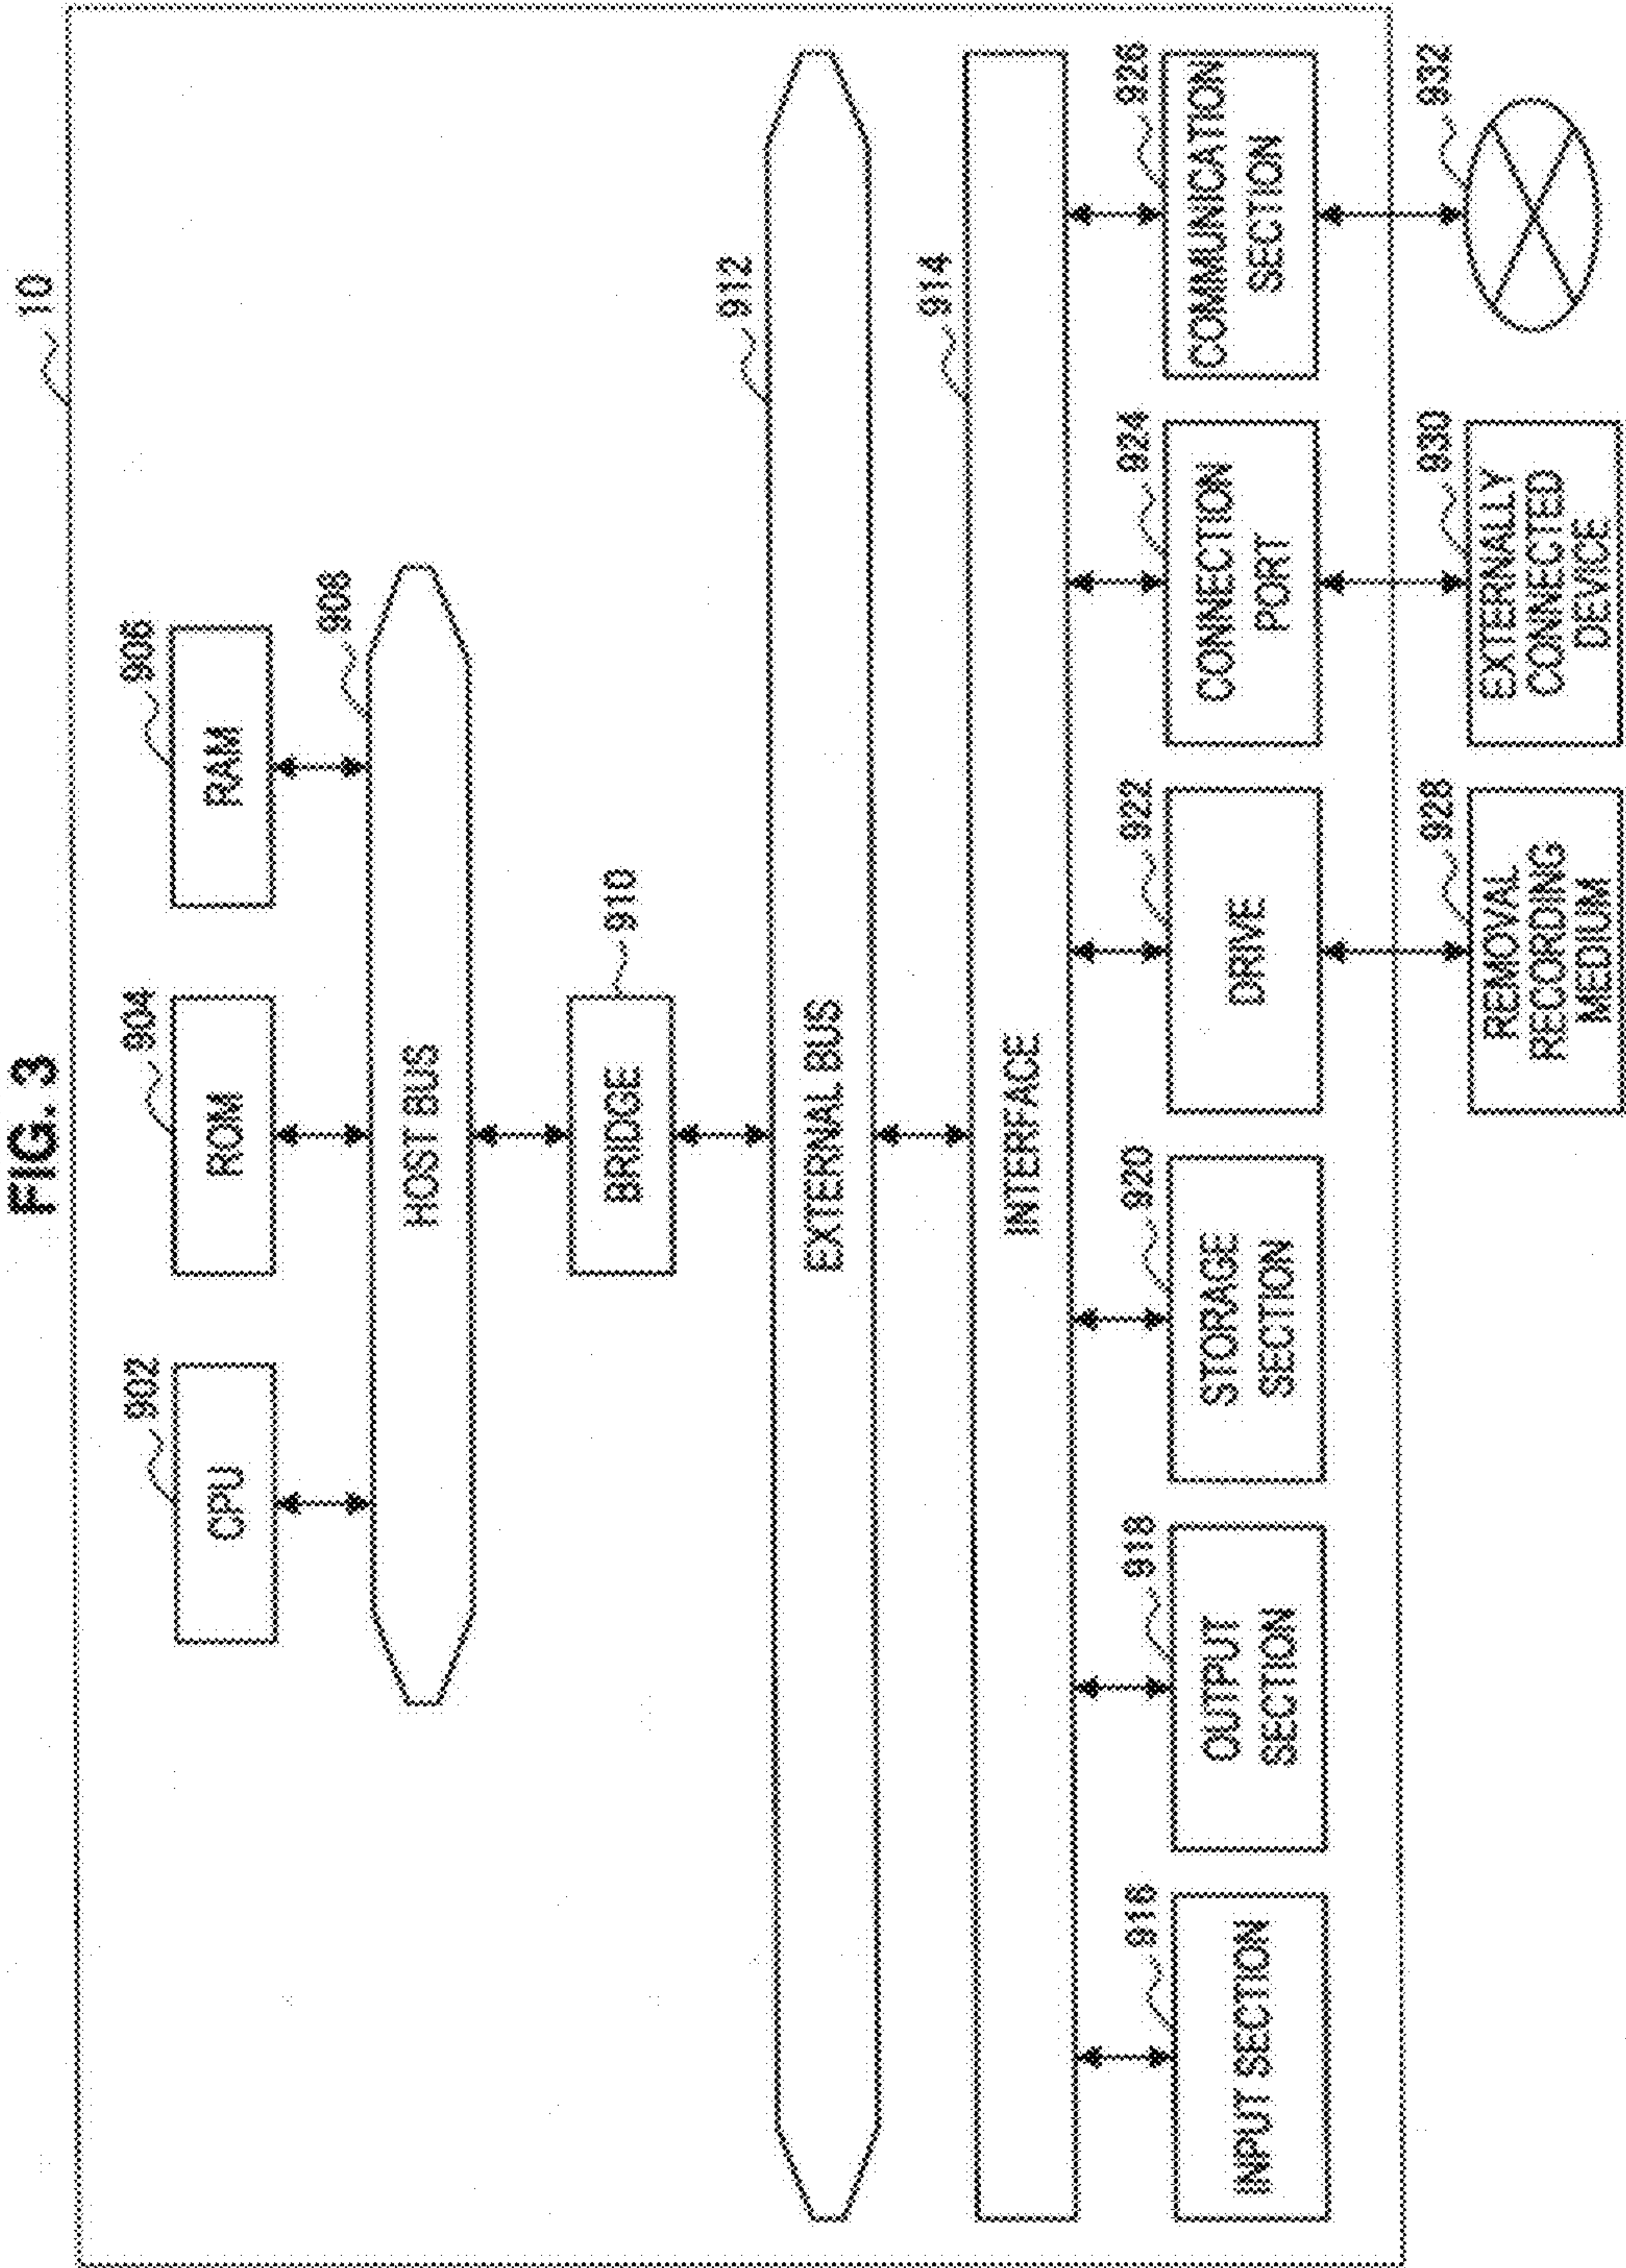 FIG. 3
10
902
904
906
CPU
ROM
RAM
908
HOST BUS
910
BRIDGE
912
EXTERNAL BUS
914
INTERFACE
916
918
920
922
924
926
INPUT SECTION
OUTPUT
SECTION
STORAGE
SECTION
DRIVE
CONNECTION
PORT
COMMUNICATION
SECTION
928
930
932
REMOVAL
RECORDING
MEDIUM
EXTERNALLY
CONNECTED
DEVICE